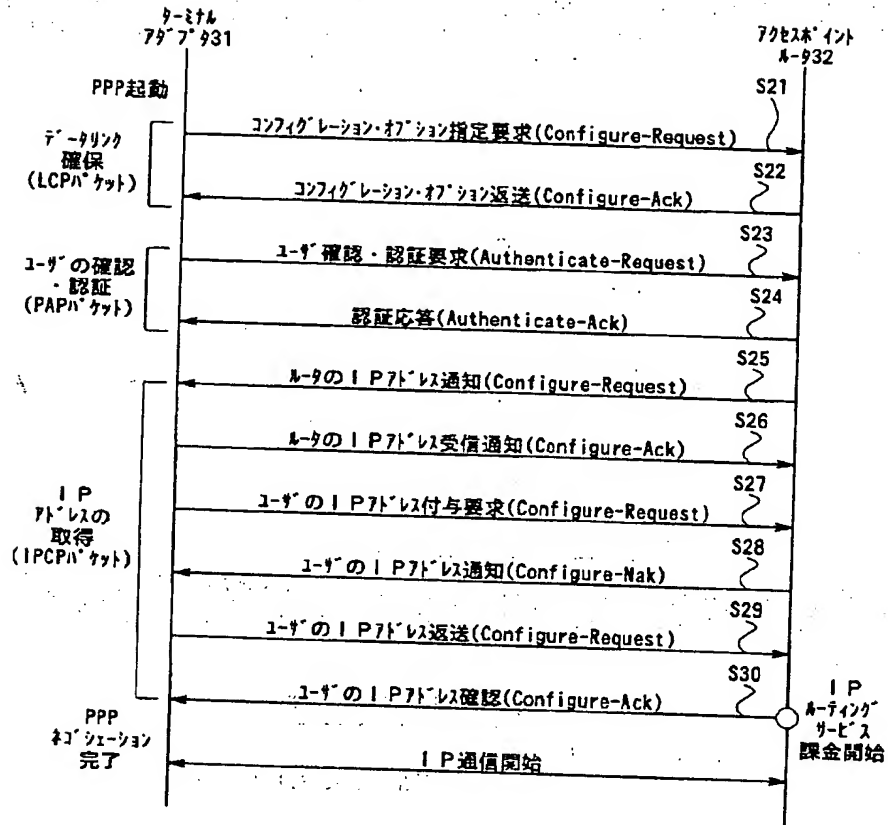 ﾀｰﾐﾅﾙ
ｱﾀﾞﾌﾟﾀ31
ｱｸｾｽﾎﾟｲﾝﾄ
ﾙｰﾀ32
PPP起動
S21
ｺﾝﾌｨｸﾞﾚｰｼｮﾝ・ｵﾌﾟｼｮﾝ指定要求(Configure-Request)
ﾃﾞｰﾀﾘﾝｸ
確保
(LCPﾊﾟｹｯﾄ)
S22
ｺﾝﾌｨｸﾞﾚｰｼｮﾝ・ｵﾌﾟｼｮﾝ返送(Configure-Ack)
S23
ﾕｰｻﾞ確認・認証要求(Authenticate-Request)
ﾕｰｻﾞの確認
・認証
(PAPﾊﾟｹｯﾄ)
S24
認証応答(Authenticate-Ack)
S25
ﾙｰﾀのＩＰｱﾄﾞﾚｽ通知(Configure-Request)
S26
ﾙｰﾀのＩＰｱﾄﾞﾚｽ受信通知(Configure-Ack)
ＩＰ
ｱﾄﾞﾚｽの
取得
(IPCPﾊﾟｹｯﾄ)
S27
ﾕｰｻﾞのＩＰｱﾄﾞﾚｽ付与要求(Configure-Request)
S28
ﾕｰｻﾞのＩＰｱﾄﾞﾚｽ通知(Configure-Nak)
S29
ﾕｰｻﾞのＩＰｱﾄﾞﾚｽ返送(Configure-Request)
S30
ﾕｰｻﾞのＩＰｱﾄﾞﾚｽ確認(Configure-Ack)
ＩＰ
ﾙｰﾃｨﾝｸﾞ
ｻｰﾋﾞｽ
課金開始
PPP
ﾈｺﾞｼｪｰｼｮﾝ
完了
ＩＰ通信開始